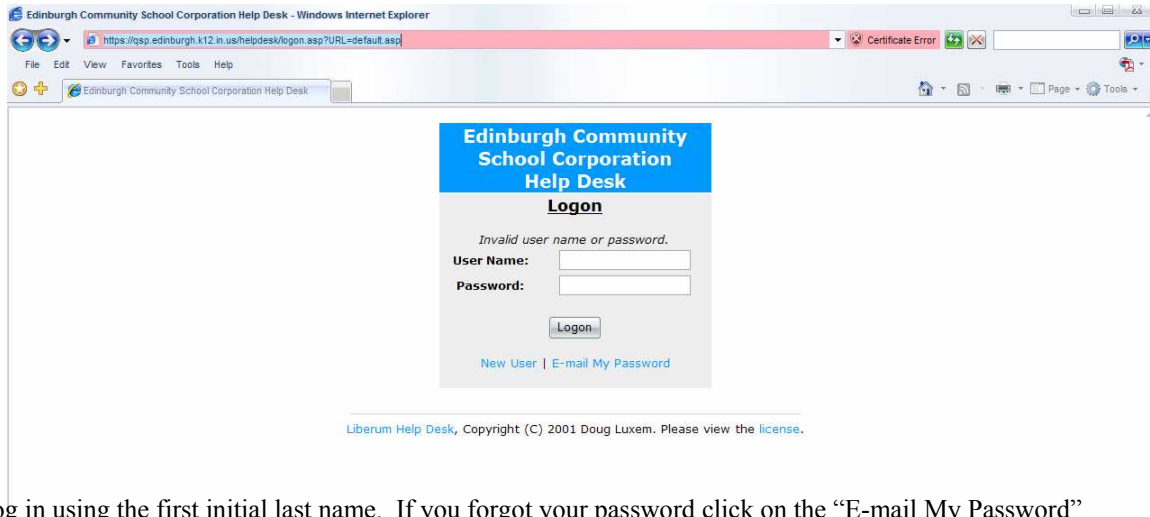 Edinburgh Community School Corporation Help Desk - Windows Internet Explorer
https://qsp.edinburgh.k12.in.us/helpdesk/logon.asp?URL=default.asp
Certificate Error
File Edit View Favorites Tools Help
Edinburgh Community School Corporation Help Desk
Page Tools
Edinburgh Community
School Corporation
Help Desk
Logon
Invalid user name or password.
User Name:
Password:
Logon
New User | E-mail My Password
Liberum Help Desk, Copyright (C) 2001 Doug Luxem. Please view the license.
in using the first initial last name. If you forgot your password click on the “E-mail My Password”